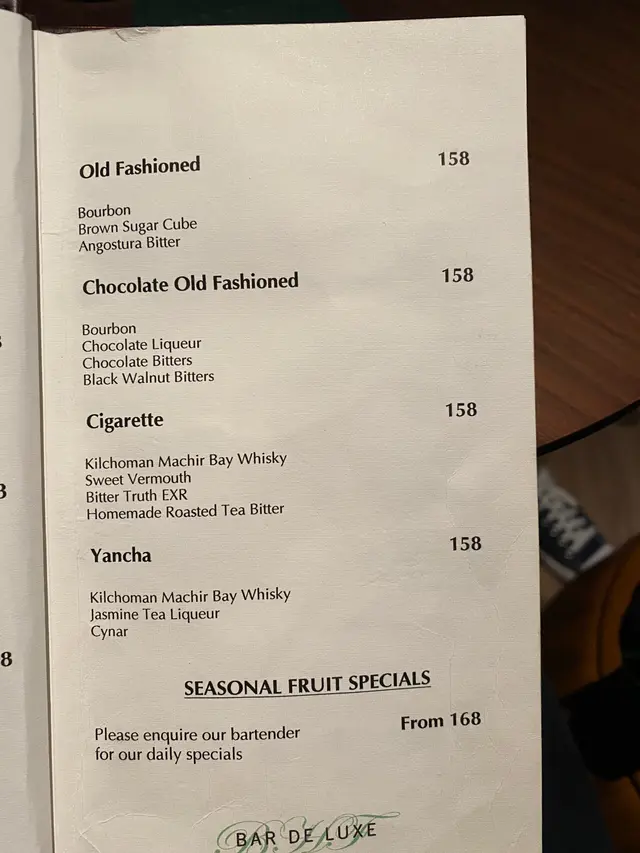 Old Fashioned 158
Bourbon
Brown Sugar Cube
Angostura Bitter
Chocolate Old Fashioned 158
Bourbon
Chocolate Liqueur
Chocolate Bitters
Black Walnut Bitters
Cigarette 158
Kilchoman Machir Bay Whisky
Sweet Vermouth
Bitter Truth EXR
Homemade Roasted Tea Bitter
Yancha 158
Kilchoman Machir Bay Whisky
Jasmine Tea Liqueur
Cynar
SEASONAL FRUIT SPECIALS
Please enquire our bartender From 168
for our daily specials
BAR DE LUXE